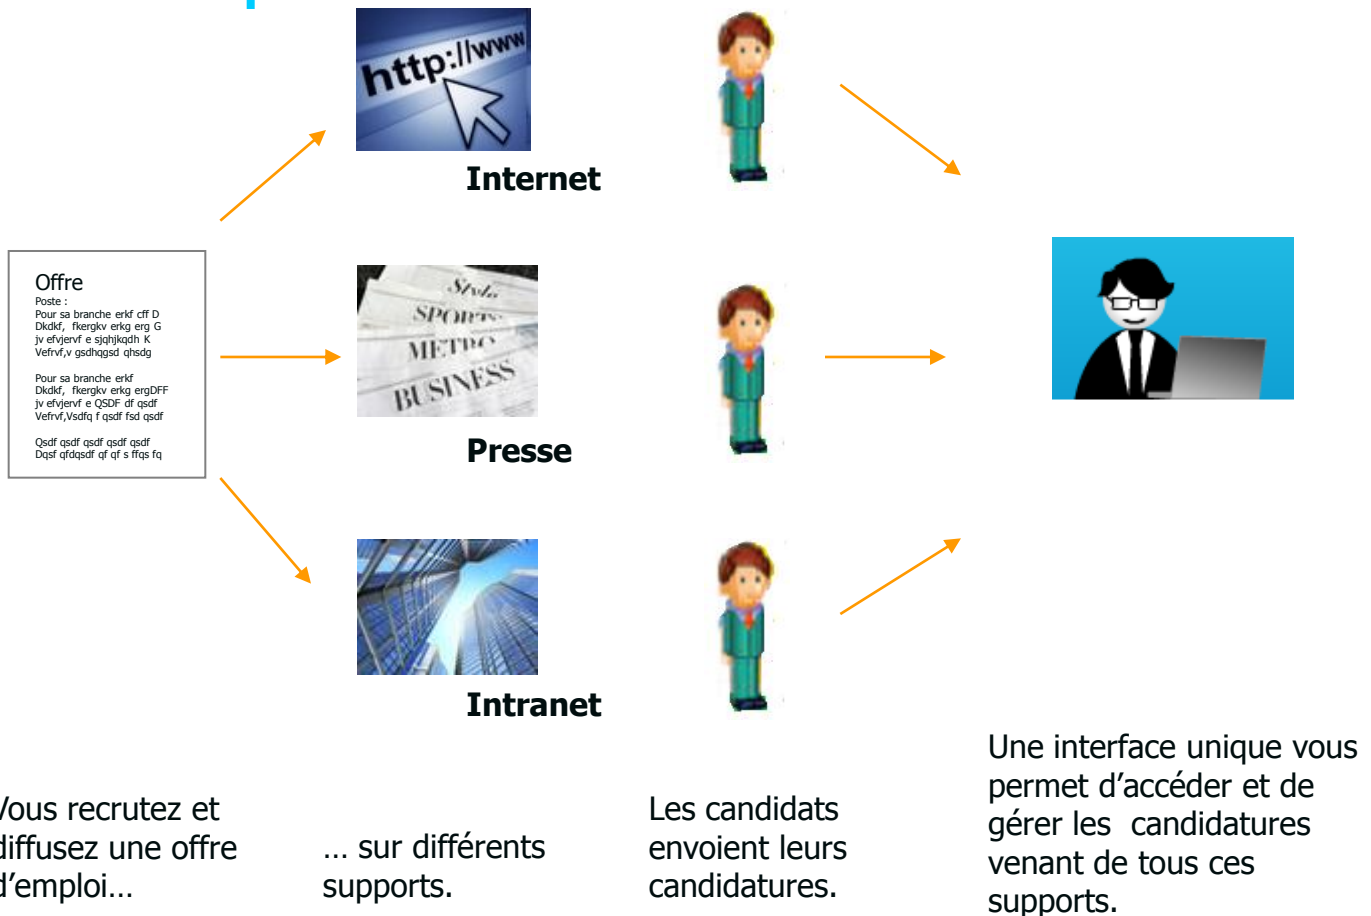 http://www
Internet
Offre
Poste :
Pour sa branche erkf cff D
Dkdkf, fkergkv erkg erg G
jv efvjervf e sjqhjkqdh K
Vefrvf,v gsdhqgsd qhsdg
Pour sa branche erkf
Dkdkf, fkergkv erkg ergDFF
jv efvjervf e QSDF df qsdf
Vefrvf,Vsdfq f qsdf fsd qsdf
Qsdf qsdf qsdf qsdf qsdf
Dqsf qfdqsdf qf qf s ffqs fq
Style
SPORTS
METRO
BUSINESS
Presse
Intranet
Vous recrutez et
diffusez une offre
d’emploi…
… sur différents
supports.
Les candidats
envoient leurs
candidatures.
Une interface unique vous
permet d’accéder et de
gérer les candidatures
venant de tous ces
supports.